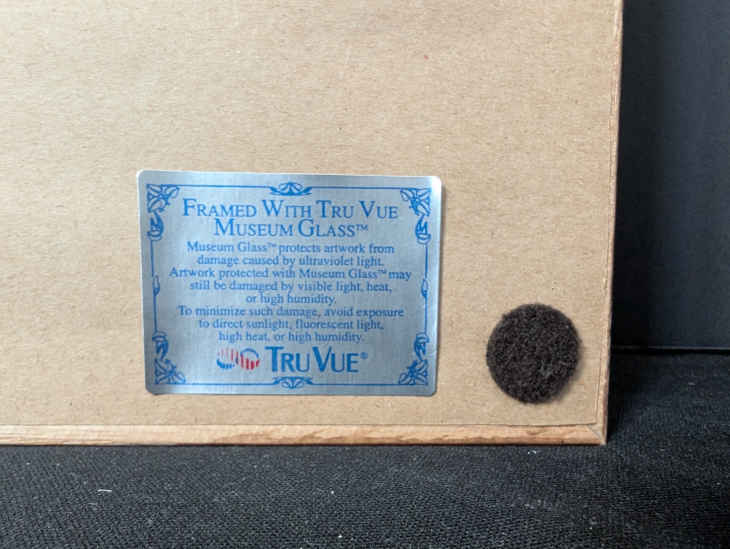 FRAMED WITH TRU VUE
MUSEUM GLASS™
Museum Glass™ protects artwork from
damage caused by ultraviolet light.
Artwork protected with Museum Glass™ may
still be damaged by visible light, heat,
or high humidity.
To minimize such damage, avoid exposure
to direct sunlight, fluorescent light,
high heat, or high humidity.
TRU VUE®